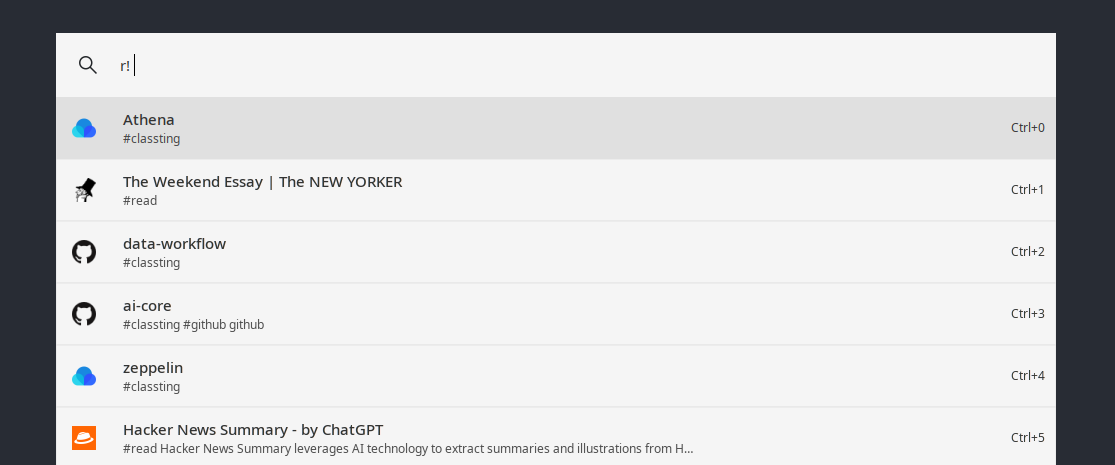 r!
Athena
#classting
Ctrl+0
The Weekend Essay | The NEW YORKER
#read
Ctrl+1
data-workflow
#classting
Ctrl+2
ai-core
#classting #github github
Ctrl+3
zeppelin
#classting
Ctrl+4
Hacker News Summary - by ChatGPT
#read Hacker News Summary leverages AI technology to extract summaries and illustrations from H...
Ctrl+5